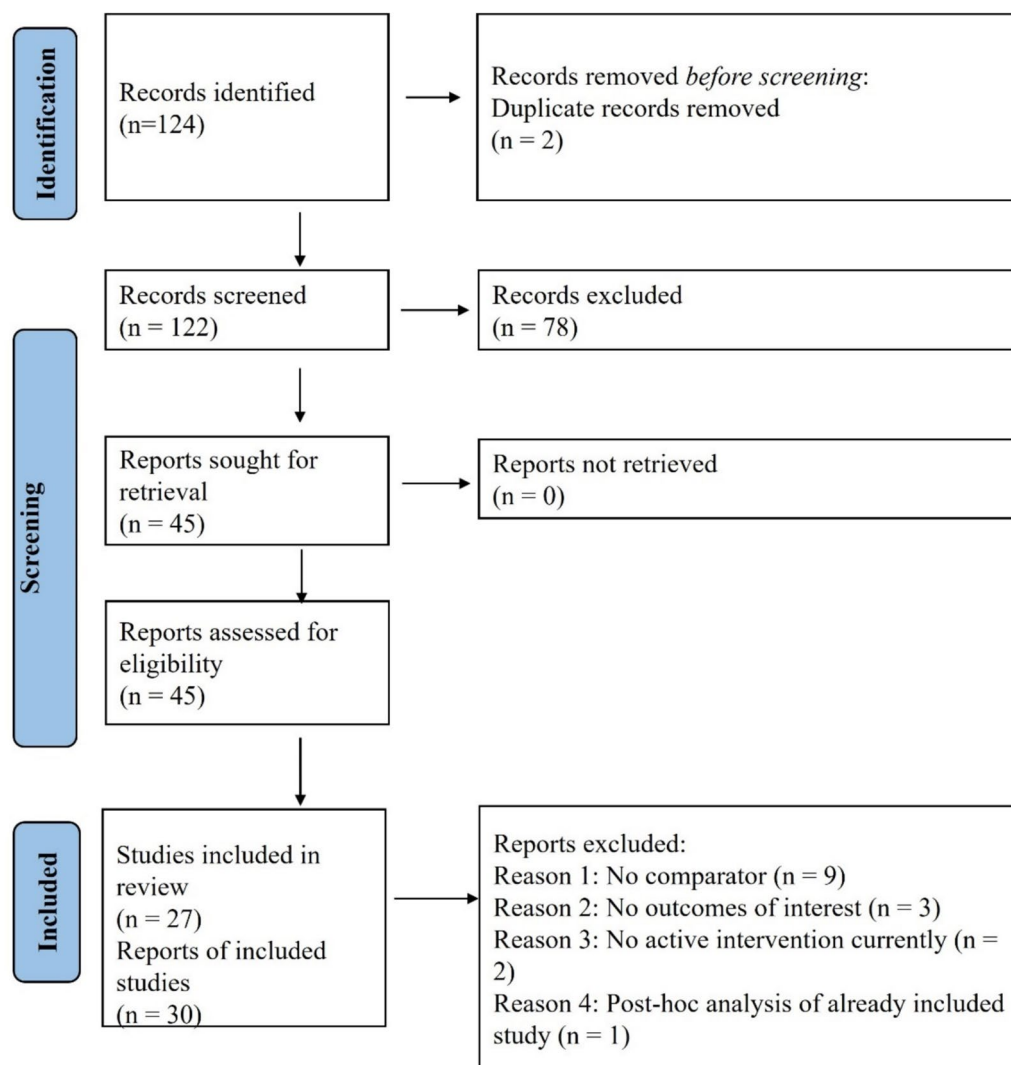 Identification
Records identified
(n=124)
Records removed before screening:
Duplicate records removed
(n = 2)
Screening
Records screened
(n = 122)
Records excluded
(n = 78)
Reports sought for
retrieval
(n = 45)
Reports not retrieved
(n = 0)
Reports assessed for
eligibility
(n = 45)
Included
Studies included in
review
(n = 27)
Reports of included
studies
(n = 30)
Reports excluded:
Reason 1: No comparator (n = 9)
Reason 2: No outcomes of interest (n = 3)
Reason 3: No active intervention currently (n =
2)
Reason 4: Post-hoc analysis of already included
study (n = 1)